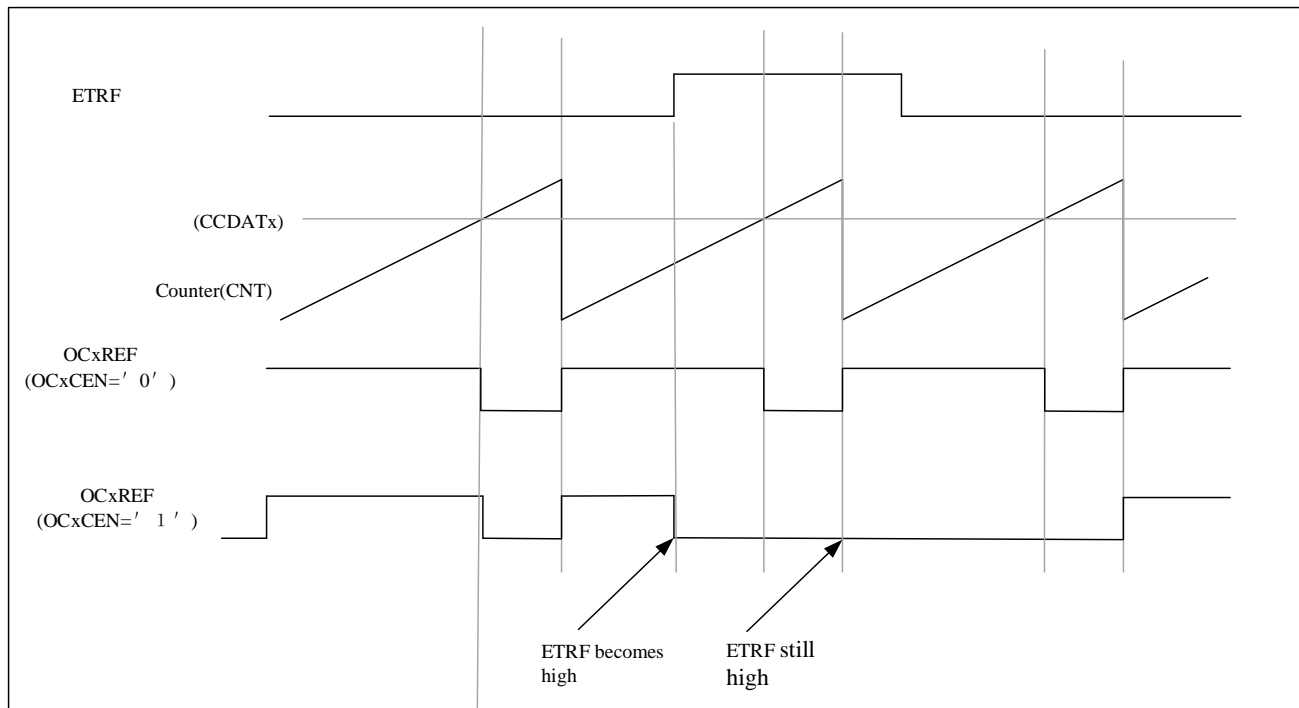 ETRF
(CCDATx)
Counter(CNT)
OCxREF
(OCxCEN=′ 0′ )
OCxREF
(OCxCEN=′ 1 ′ )
ETRF becomes
high
ETRF still
high